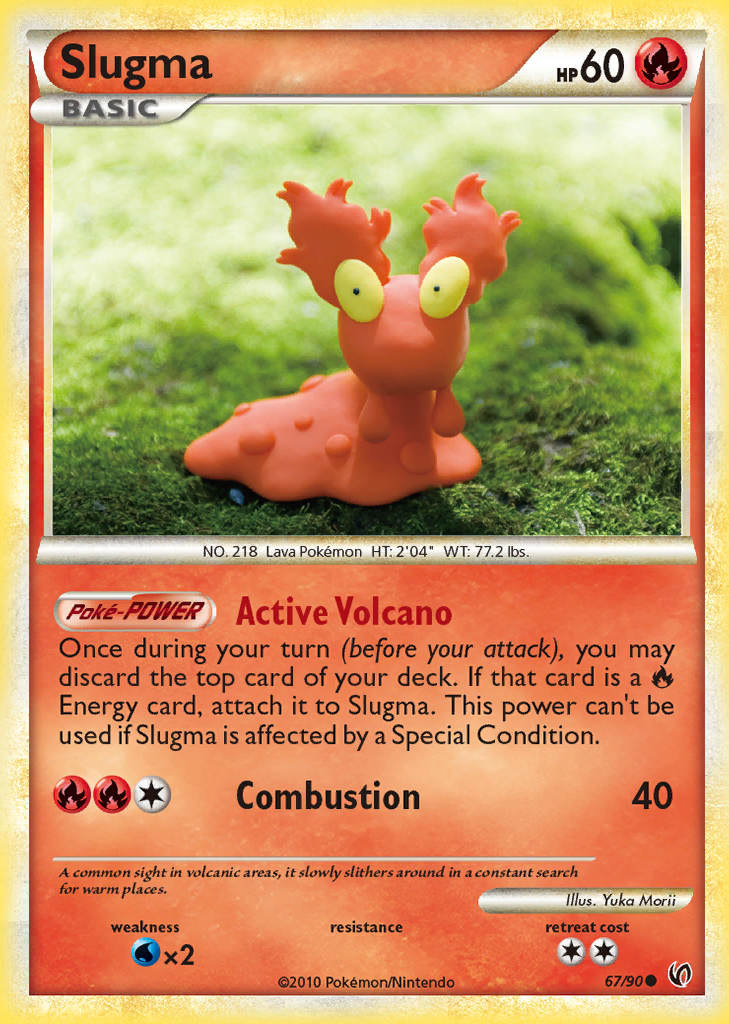 Slugma
HP60
BASIC
NO. 218 Lava Pokémon HT: 2'04" WT: 77.2 lbs.
Poké-POWER Active Volcano
Once during your turn (before your attack), you may
discard the top card of your deck. If that card is a
Energy card, attach it to Slugma. This power can't be
used if Slugma is affected by a Special Condition.
Combustion 40
A common sight in volcanic areas, it slowly slithers around in a constant search
for warm places.
Illus. Yuka Morii
weakness resistance retreat cost
×2
©2010 Pokémon/Nintendo 67/90